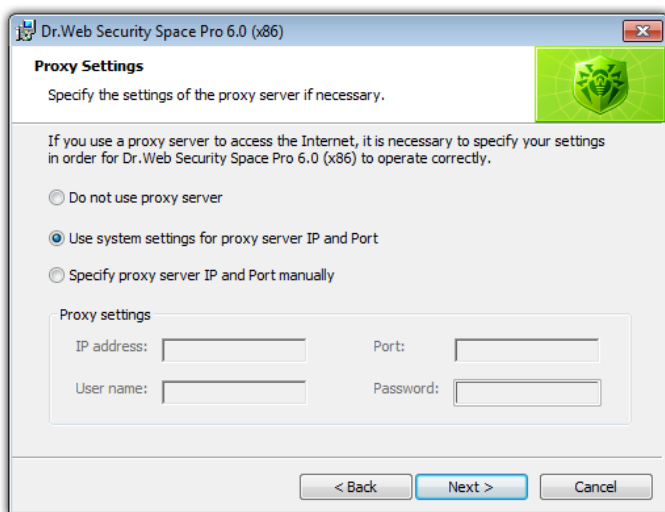 Dr.Web Security Space Pro 6.0 (x86)
Proxy Settings
Specify the settings of the proxy server if necessary.
If you use a proxy server to access the Internet, it is necessary to specify your settings
in order for Dr.Web Security Space Pro 6.0 (x86) to operate correctly.
Do not use proxy server
Use system settings for proxy server IP and Port
Specify proxy server IP and Port manually
Proxy settings
IP address: Port:
User name: Password:
< Back Next > Cancel